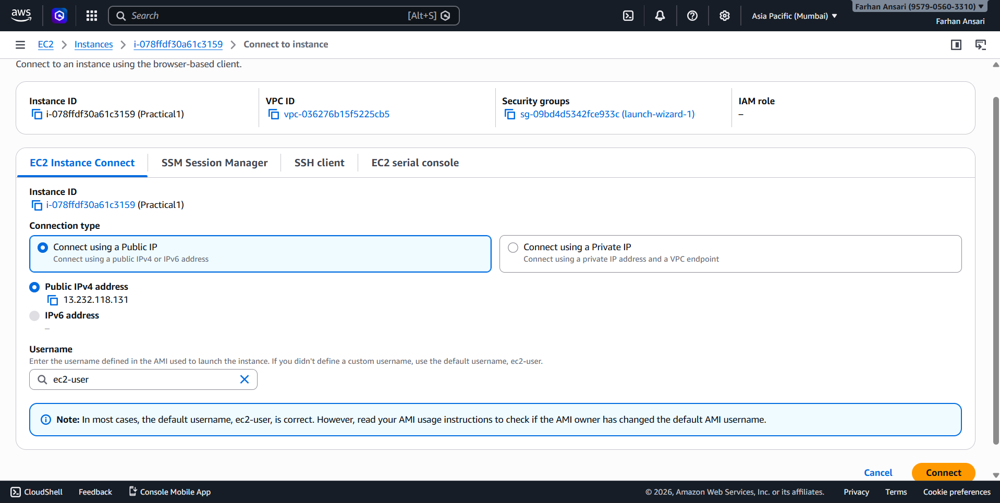 aws
Search [Alt+S]
Asia Pacific (Mumbai) ▼
Farhan Ansari (9579-0560-3310) ▼
Farhan Ansari
EC2 > Instances > i-078ffdf30a61c3159 > Connect to instance
Connect to an instance using the browser-based client.
Instance ID
i-078ffdf30a61c3159 (Practical1)
VPC ID
vpc-036276b15f5225cb5
Security groups
sg-09bd4d5342fce933c (launch-wizard-1)
IAM role
–
EC2 Instance Connect
SSM Session Manager
SSH client
EC2 serial console
Instance ID
i-078ffdf30a61c3159 (Practical1)
Connection type
Connect using a Public IP
Connect using a public IPv4 or IPv6 address
Connect using a Private IP
Connect using a private IP address and a VPC endpoint
Public IPv4 address
13.232.118.131
IPv6 address
–
Username
Enter the username defined in the AMI used to launch the instance. If you didn't define a custom username, use the default username, ec2-user.
ec2-user
Note: In most cases, the default username, ec2-user, is correct. However, read your AMI usage instructions to check if the AMI owner has changed the default AMI username.
Cancel
Connect
CloudShell
Feedback
Console Mobile App
© 2026, Amazon Web Services, Inc. or its affiliates.
Privacy
Terms
Cookie preferences